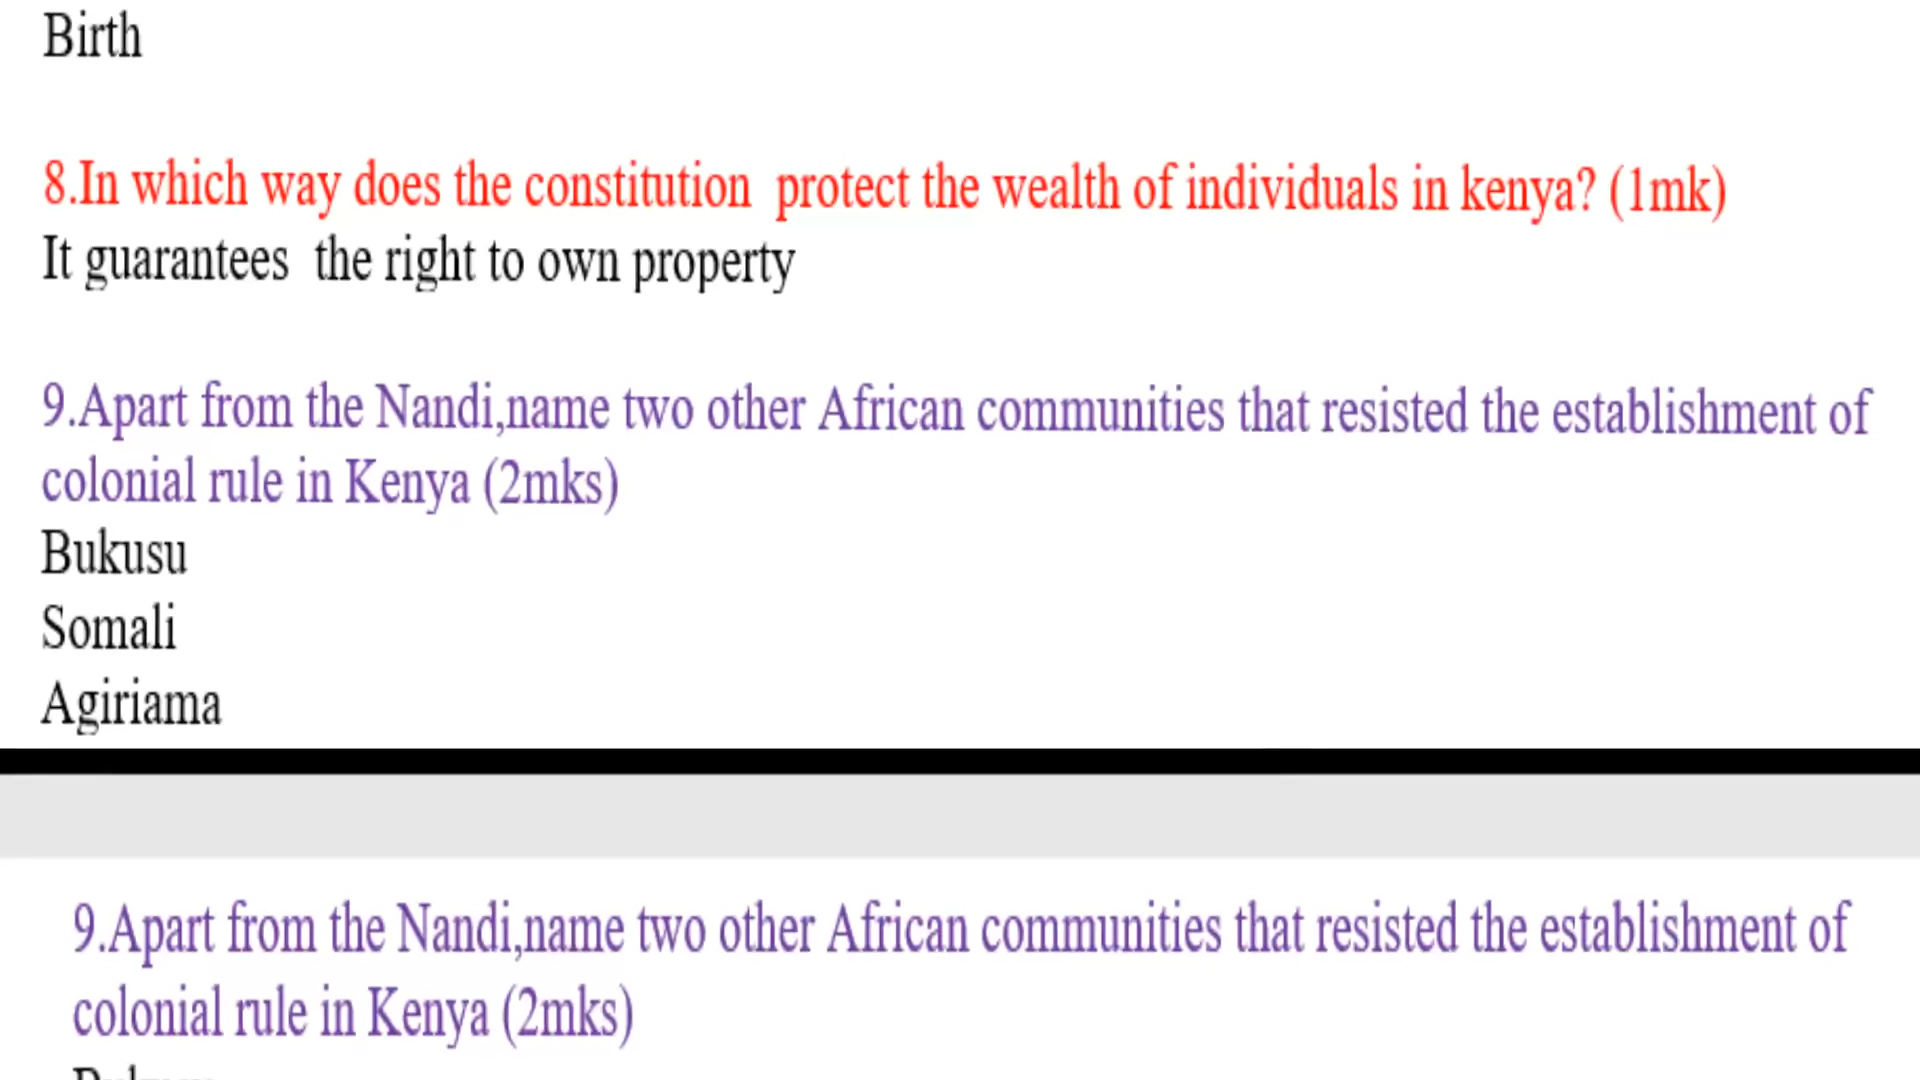 Birth
8.In which way does the constitution  protect the wealth of individuals in kenya? (1mk)
It guarantees  the right to own property
9.Apart from the Nandi,name two other African communities that resisted the establishment of
colonial rule in Kenya (2mks)
Bukusu
Somali
Agiriama
9.Apart from the Nandi,name two other African communities that resisted the establishment of
colonial rule in Kenya (2mks)